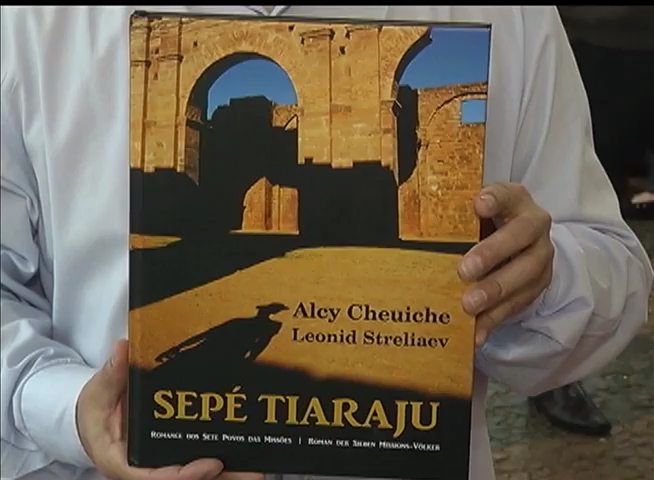 Alcy Cheuiche
Leonid Streliaev
SEPÉ TIARAJU
Romance dos Sete Povos das Missões | Roman der Sieben Missions-Völker